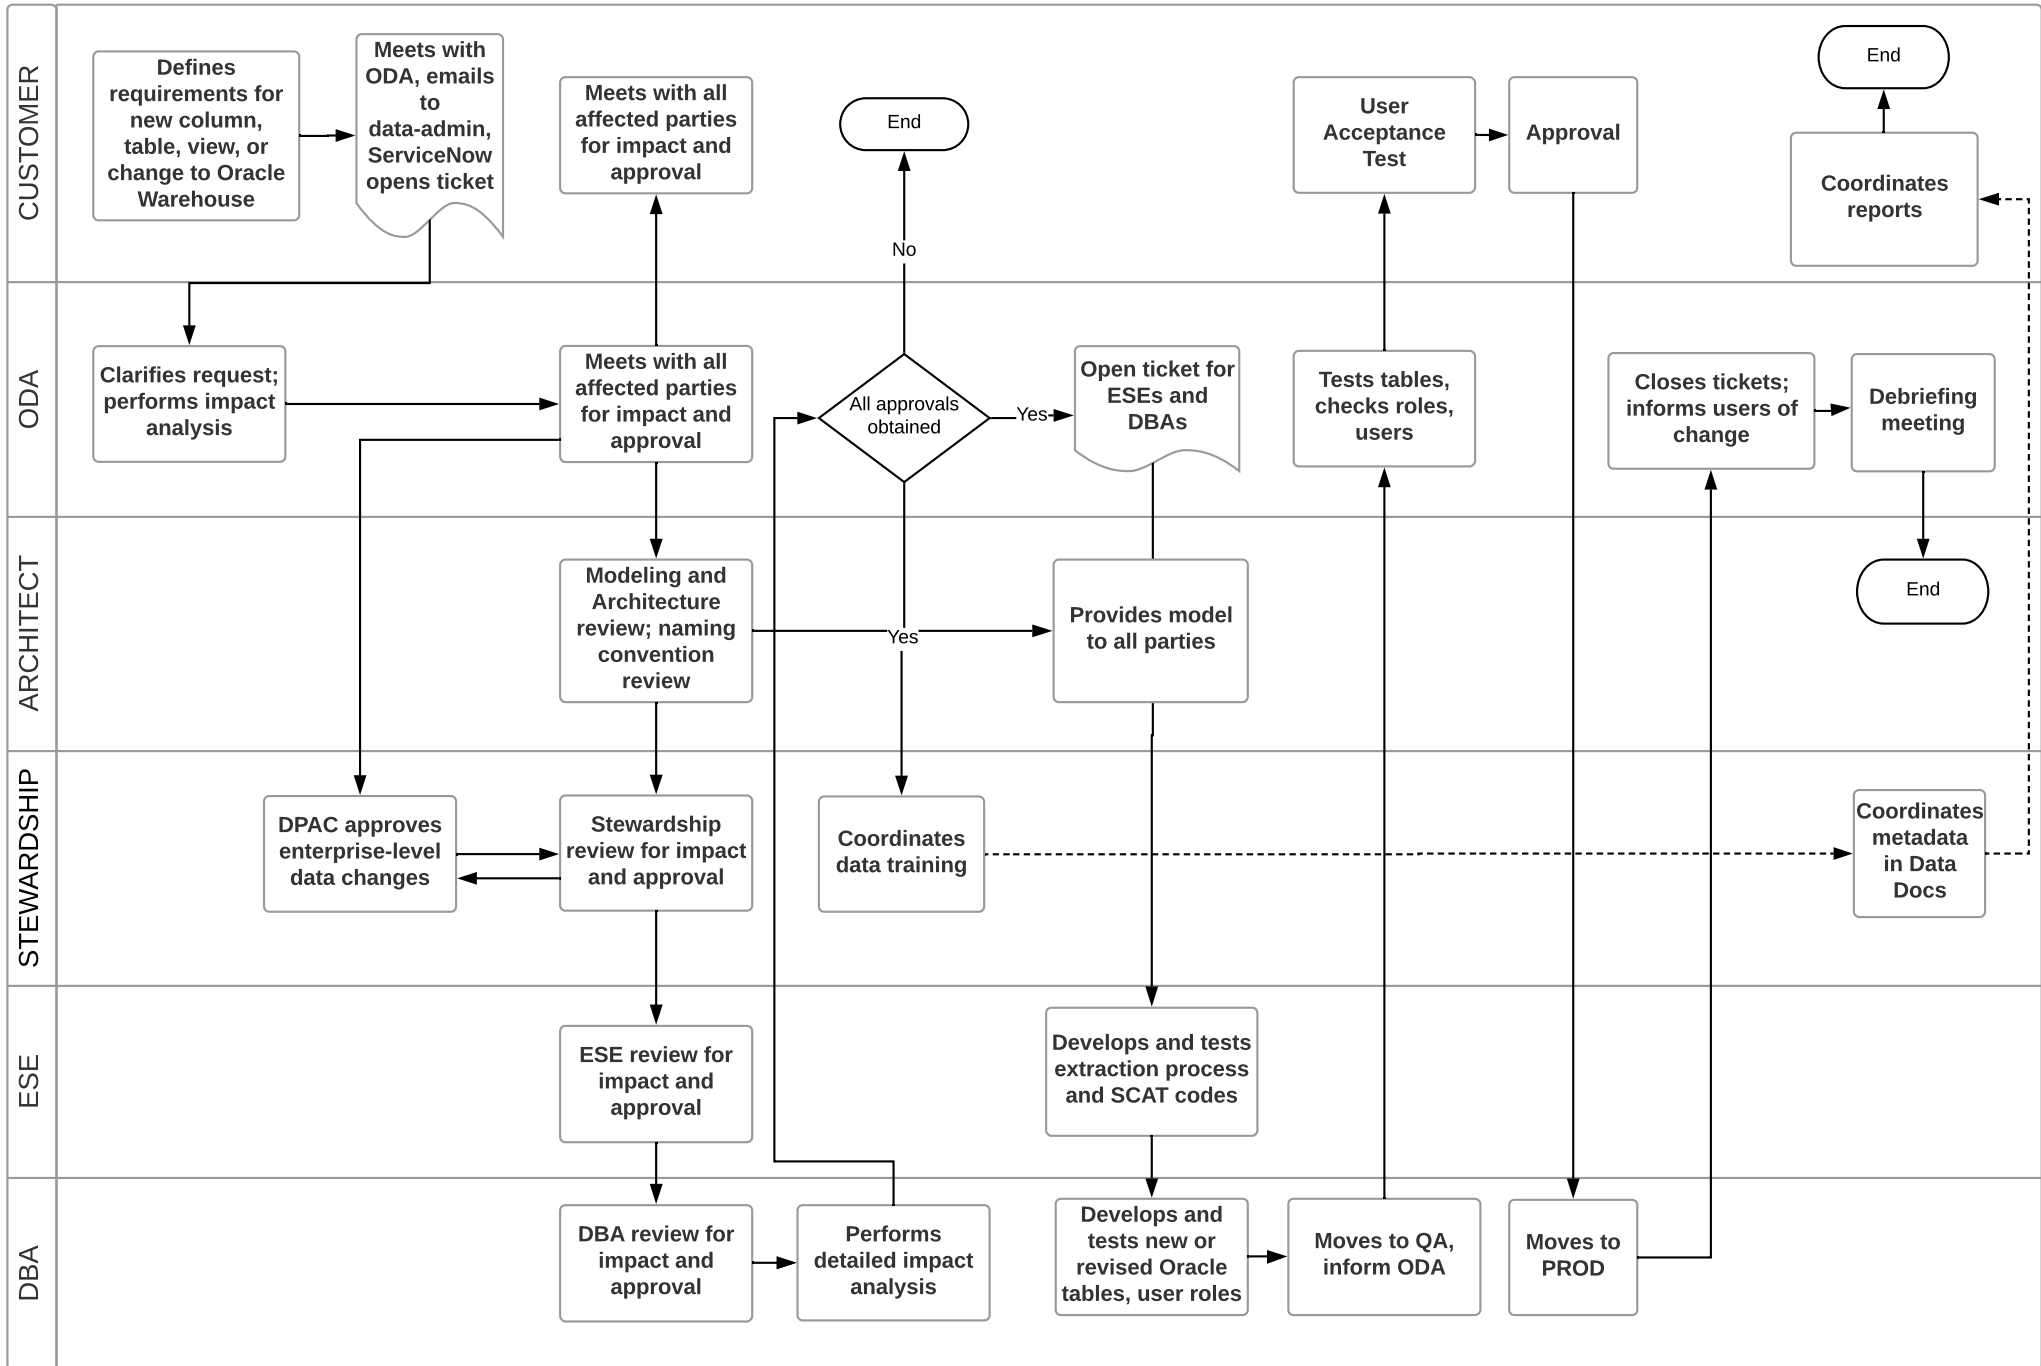 CUSTOMER
Defines
requirements for
new column,
table, view, or
change to Oracle
Warehouse
Meets with
ODA, emails
to
data-admin,
ServiceNow
opens ticket
Meets with all
affected parties
for impact and
approval
End
No
User
Acceptance
Test
Approval
End
Coordinates
reports
ODA
Clarifies request;
performs impact
analysis
Meets with all
affected parties
for impact and
approval
All approvals
obtained
Yes
Open ticket for
ESEs and
DBAs
Tests tables,
checks roles,
users
Closes tickets;
informs users of
change
Debriefing
meeting
ARCHITECT
Modeling and
Architecture
review; naming
convention
review
Yes
Provides model
to all parties
End
STEWARDSHIP
DPAC approves
enterprise-level
data changes
Stewardship
review for impact
and approval
Coordinates
data training
Coordinates
metadata
in Data
Docs
ESE
ESE review for
impact and
approval
Develops and tests
extraction process
and SCAT codes
DBA
DBA review for
impact and
approval
Performs
detailed impact
analysis
Develops and
tests new or
revised Oracle
tables, user roles
Moves to QA,
inform ODA
Moves to
PROD